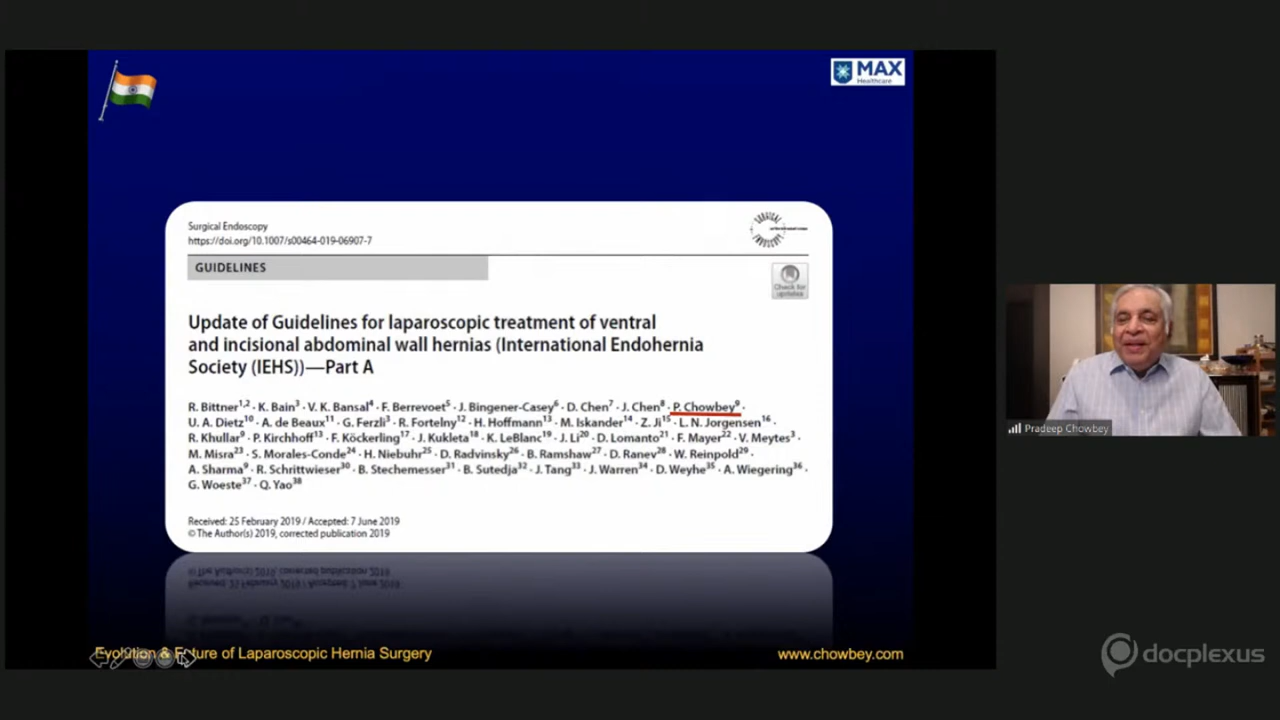 MAX
Healthcare
Surgical Endoscopy
https://doi.org/10.1007/s00464-019-06907-7
SURGICAL
ENDOSCOPY
GUIDELINES
Check for
updates
Update of Guidelines for laparoscopic treatment of ventral
and incisional abdominal wall hernias (International Endohernia
Society (IEHS))—Part A
R. Bittner1,2 · K. Bain3 · V. K. Bansal4 · F. Berrevoet5 · J. Bingener-Casey6 · D. Chen7 · J. Chen8 · P. Chowbey9 ·
U. A. Dietz10 · A. de Beaux11 · G. Ferzli3 · R. Fortelny12 · H. Hoffmann13 · M. Iskander14 · Z. Ji15 · L. N. Jorgensen16 ·
R. Khullar9 · P. Kirchhoff13 · F. Köckerling17 · J. Kukleta18 · K. LeBlanc19 · J. Li20 · D. Lomanto21 · F. Mayer22 · V. Meytes3 ·
M. Misra23 · S. Morales-Conde24 · H. Niebuhr25 · D. Radvinsky26 · B. Ramshaw27 · D. Ranev28 · W. Reinpold29 ·
A. Sharma9 · R. Schrittwieser30 · B. Stechemesser31 · B. Sutedja32 · J. Tang33 · J. Warren34 · D. Weyhe35 · A. Wiegering36 ·
G. Woeste37 · Q. Yao38
Received: 25 February 2019 / Accepted: 7 June 2019
© The Author(s) 2019, corrected publication 2019
Evolution & Future of Laparoscopic Hernia Surgery
www.chowbey.com
Pradeep Chowbey
docplexus